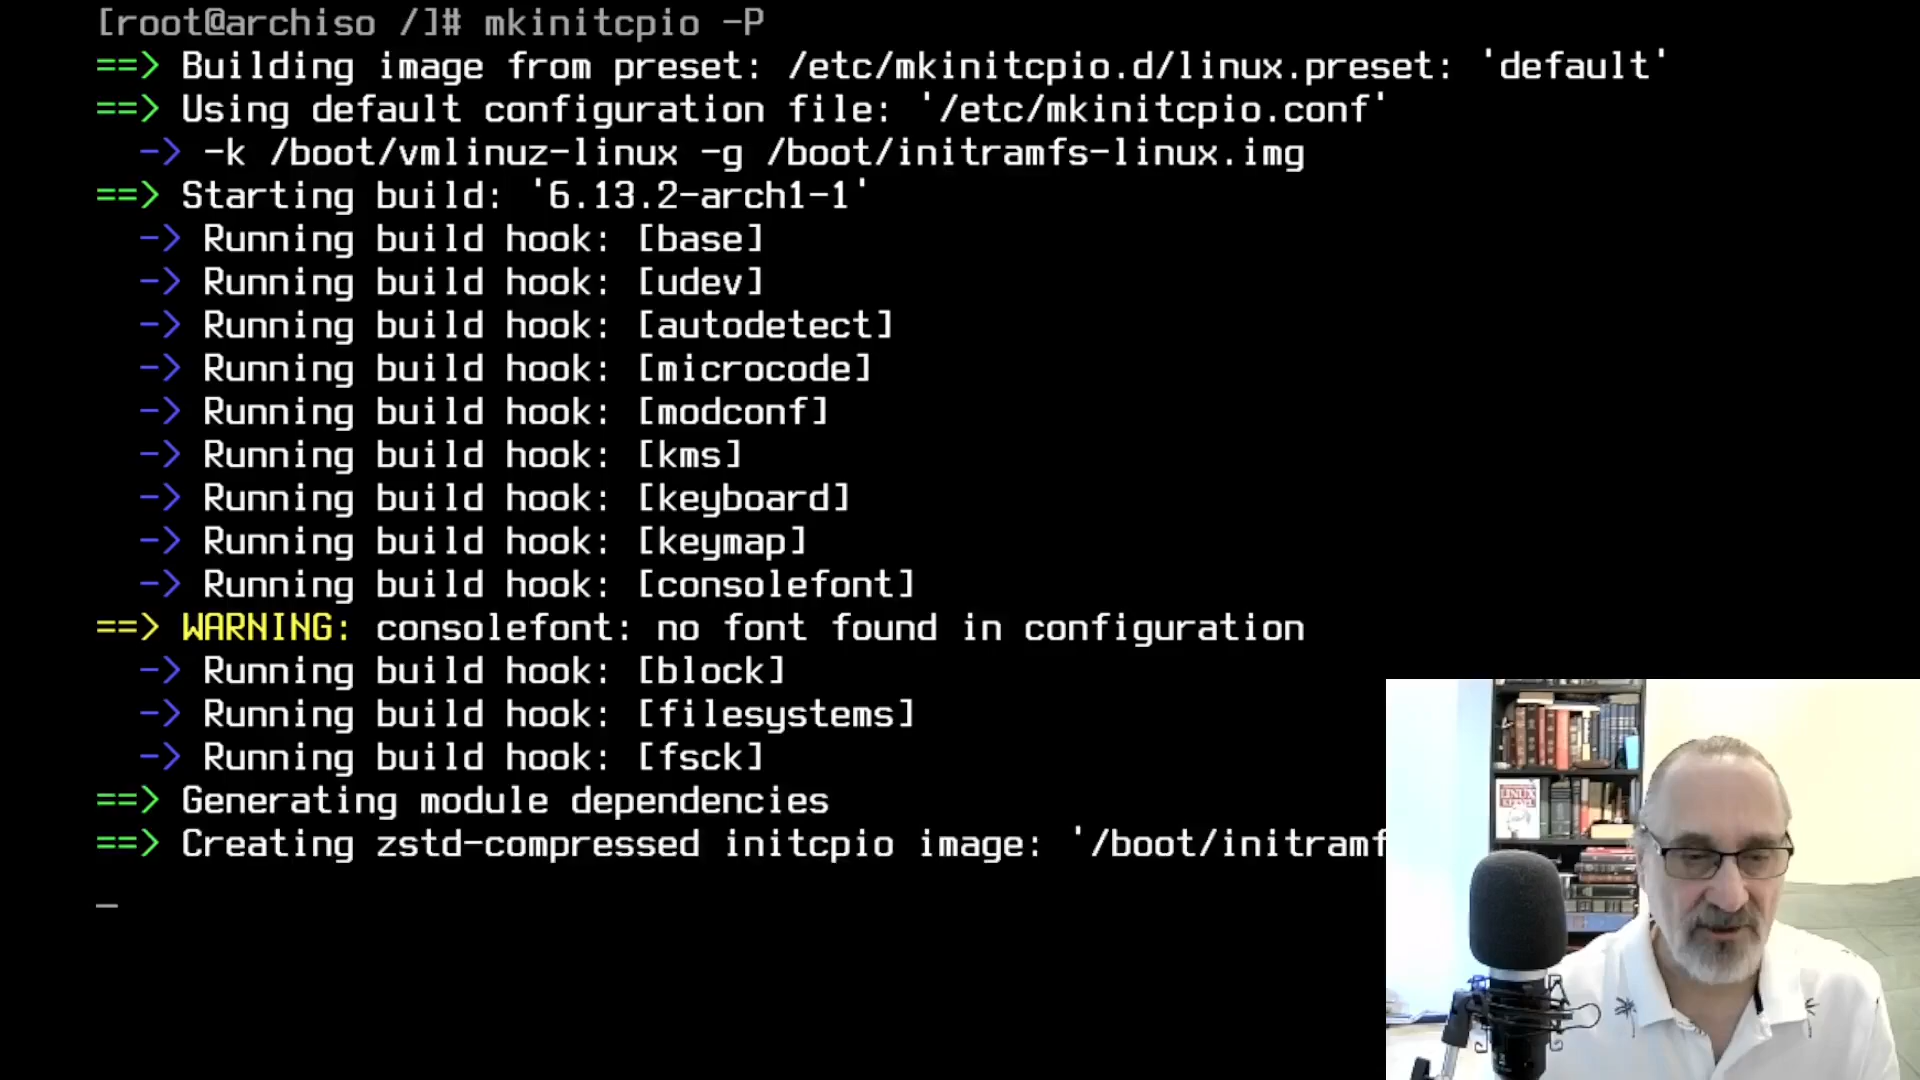 [root@archiso /]# mkinitcpio -P
==> Building image from preset: /etc/mkinitcpio.d/linux.preset: 'default'
==> Using default configuration file: '/etc/mkinitcpio.conf'
  -> -k /boot/vmlinuz-linux -g /boot/initramfs-linux.img
==> Starting build: '6.13.2-arch1-1'
  -> Running build hook: [base]
  -> Running build hook: [udev]
  -> Running build hook: [autodetect]
  -> Running build hook: [microcode]
  -> Running build hook: [modconf]
  -> Running build hook: [kms]
  -> Running build hook: [keyboard]
  -> Running build hook: [keymap]
  -> Running build hook: [consolefont]
==> WARNING: consolefont: no font found in configuration
  -> Running build hook: [block]
  -> Running build hook: [filesystems]
  -> Running build hook: [fsck]
==> Generating module dependencies
==> Creating zstd-compressed initcpio image: '/boot/initramf
_
LINUX